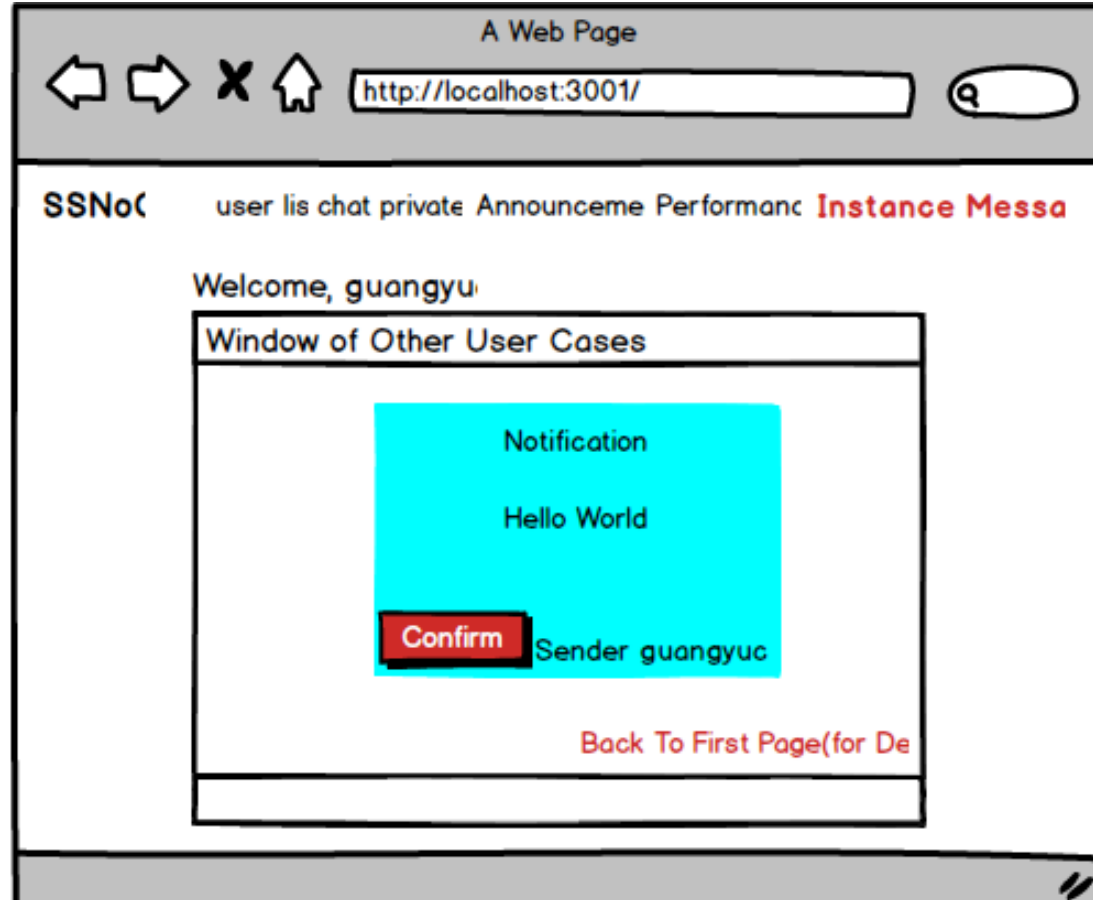 A Web Page
http://localhost:3001/
SSNoC user lis chat private Announceme Performanc Instance Messa
Welcome, guangyu
Window of Other User Cases
Notification
Hello World
Confirm
Sender guangyuc
Back To First Page(for De